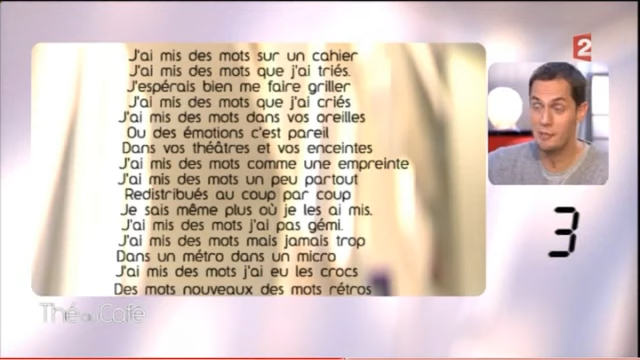 J'ai mis des mots sur un cahier
J'ai mis des mots que j'ai triés.
J'espérais bien me faire griller
J'ai mis des mots que j'ai criés
J'ai mis des mots dans vos oreilles
Ou des émotions c'est pareil
Dans vos théâtres et vos enceintes
J'ai mis des mots comme une empreinte
J'ai mis des mots un peu partout
Redistribués au coup par coup
Je sais même plus où je les ai mis.
J'ai mis des mots j'ai pas gémi.
J'ai mis des mots mais jamais trop
Dans un métro dans un micro
J'ai mis des mots j'ai eu les crocs
Des mots nouveaux des mots rétros
2
3
Thé ou Café